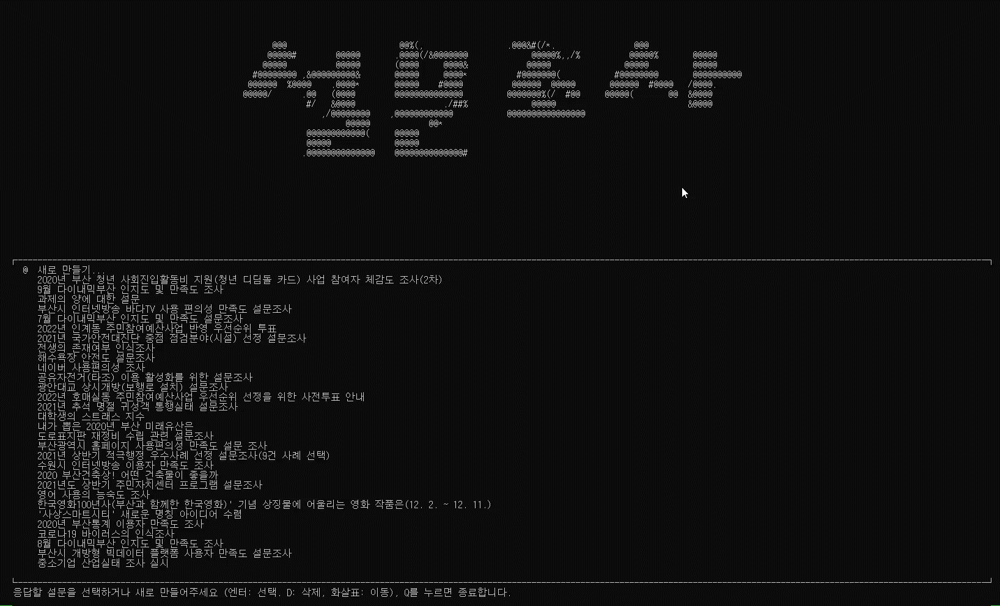 설문조사
@ 새로 만들기...
2020년 부산 청년 사회진입활동비 지원(청년 디딤돌 카드) 사업 참여자 체감도 조사(2차)
9월 다이내믹부산 인지도 및 만족도 조사
과제의 양에 대한 설문
부산시 인터넷방송 바다TV 사용 편의성 만족도 설문조사
7월 다이내믹부산 인지도 및 만족도 설문조사
2022년 인계동 주민참여예산사업 반영 우선순위 투표
2021년 국가안전대진단 중점 점검분야(시설) 선정 설문조사
전생의 존재여부 인식조사
해수욕장 안전도 설문조사
네이버 사용편의성 조사
공유자전거(타조) 이용 활성화를 위한 설문조사
광안대교 상시개방(보행로 설치) 설문조사
2022년 호매실동 주민참여예산사업 우선순위 선정을 위한 사전투표 안내
2021년 추석 명절 귀성객 통행실태 설문조사
대학생의 스트레스 지수
내가 뽑은 2020년 부산 미래유산은
도로표지판 재정비 수립 관련 설문조사
부산광역시 홈페이지 사용편의성 만족도 설문 조사
2021년 상반기 적극행정 우수사례 선정 설문조사(9건 사례 선택)
수원시 인터넷방송 이용자 만족도 조사
2020 부산건축상! 어떤 건축물이 좋을까
2021년도 상반기 주민자치센터 프로그램 설문조사
영어 사용의 능숙도 조사
한국영화100년사(부산과 함께한 한국영화)' 기념 상징물에 어울리는 영화 작품은(12. 2. ~ 12. 11.)
'사상스마트시티' 새로운 명칭 아이디어 수렴
2020년 부산통계 이용자 만족도 조사
코로나19 바이러스의 인식조사
8월 다이내믹부산 인지도 및 만족도 조사
부산시 개방형 빅데이터 플랫폼 사용자 만족도 설문조사
중소기업 산업실태 조사 실시
응답할 설문을 선택하거나 새로 만들어주세요 (엔터: 선택. D: 삭제, 화살표: 이동), Q를 누르면 종료합니다.